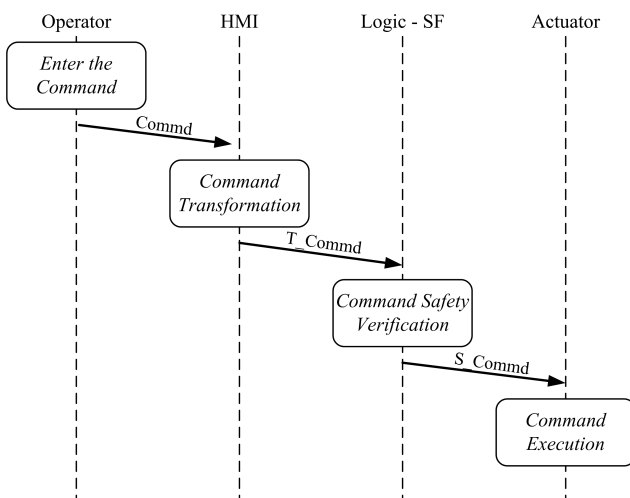 Operator
HMI
Logic - SF
Actuator
Enter the
Command
Commd
Command
Transformation
T_Commd
Command Safety
Verification
S_Commd
Command
Execution